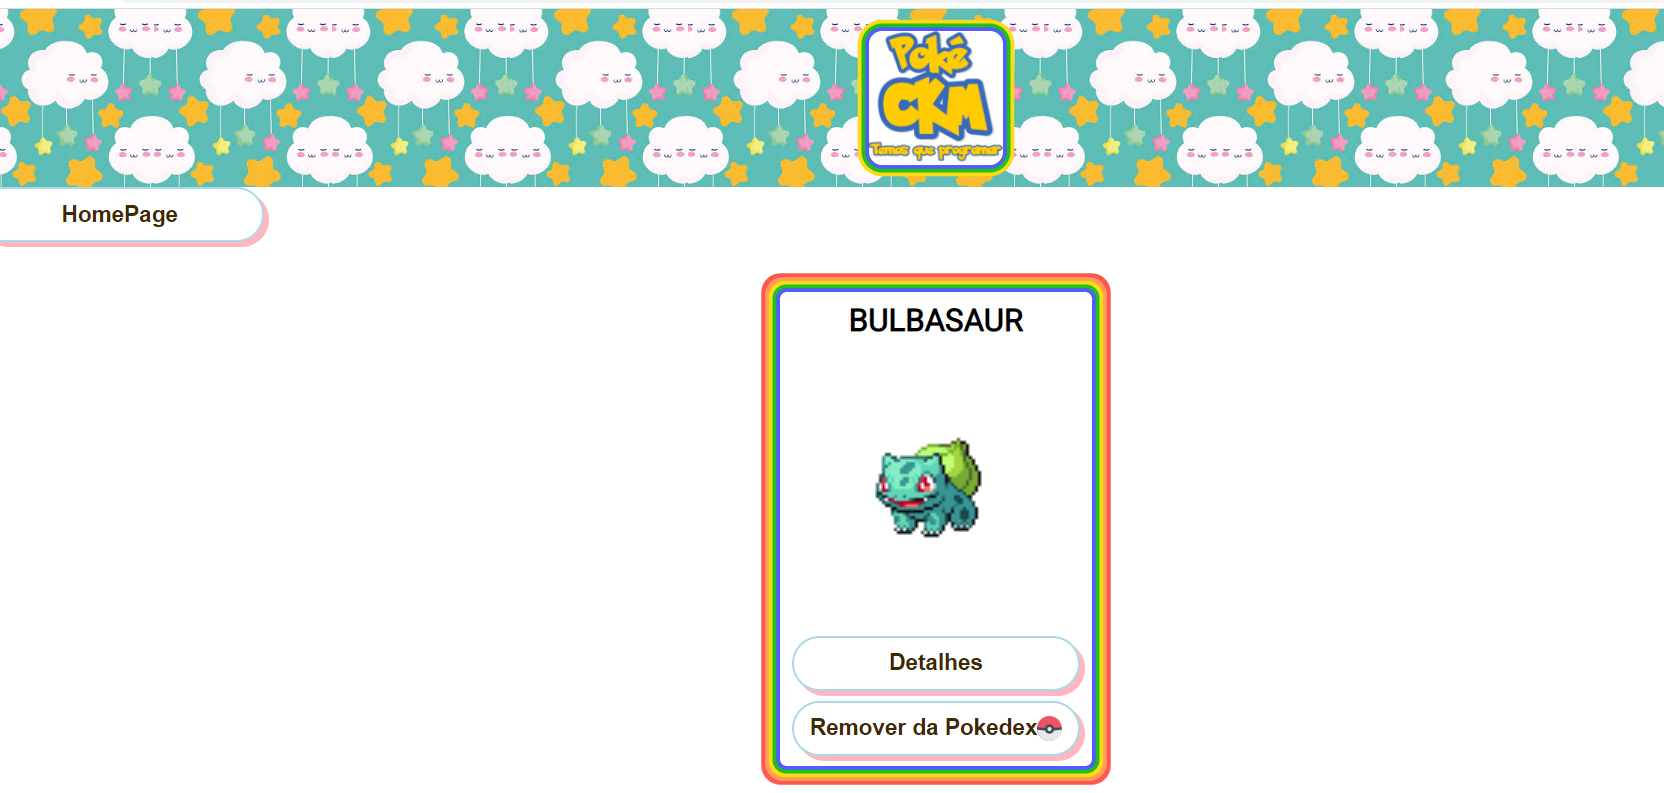 Poké
CKM
Temos que programar
HomePage
BULBASAUR
Detalhes
Remover da Pokedex